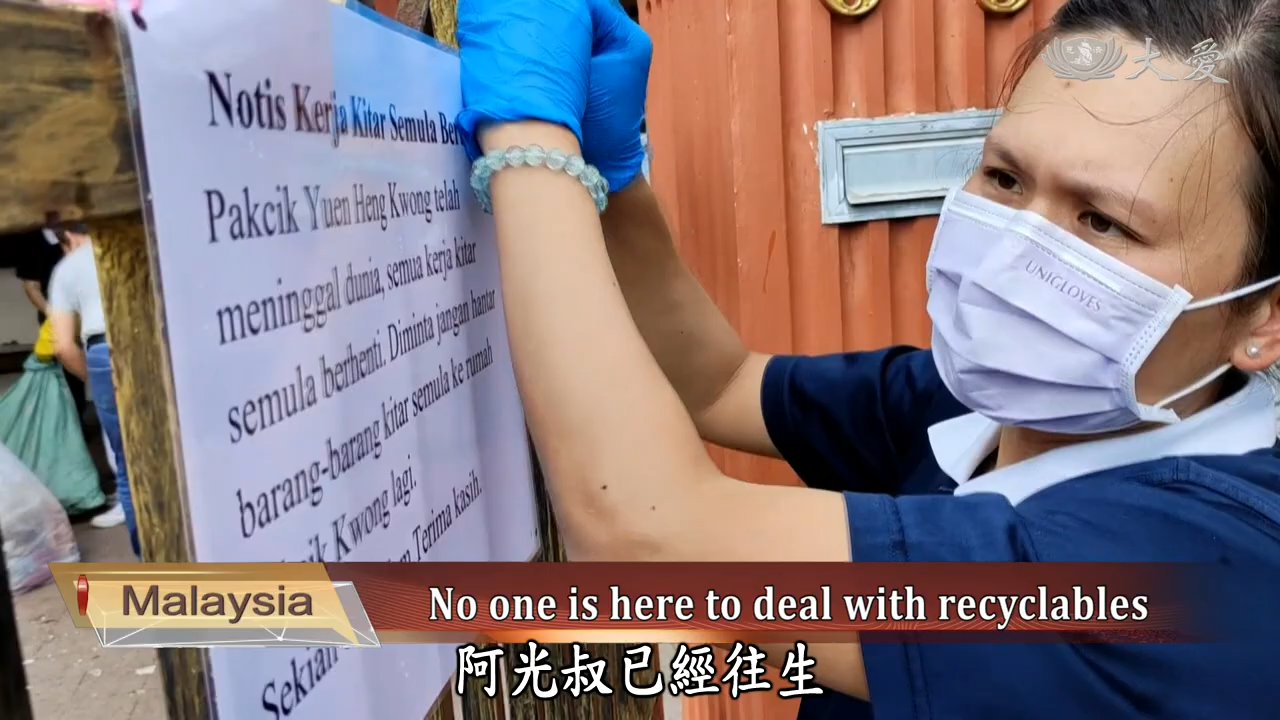 大愛
Notis Kerja Kitar Semula
Pakcik Yuen Heng Kwong telah
meninggal dunia, semua kerja kitar
semula berhenti. Diminta jangan hantar
barang-barang kitar semula ke rumah
Kwong lagi.
Terima kasih.
Sekian
UNIGLOVES
Malaysia
No one is here to deal with recyclables
阿光叔已經往生